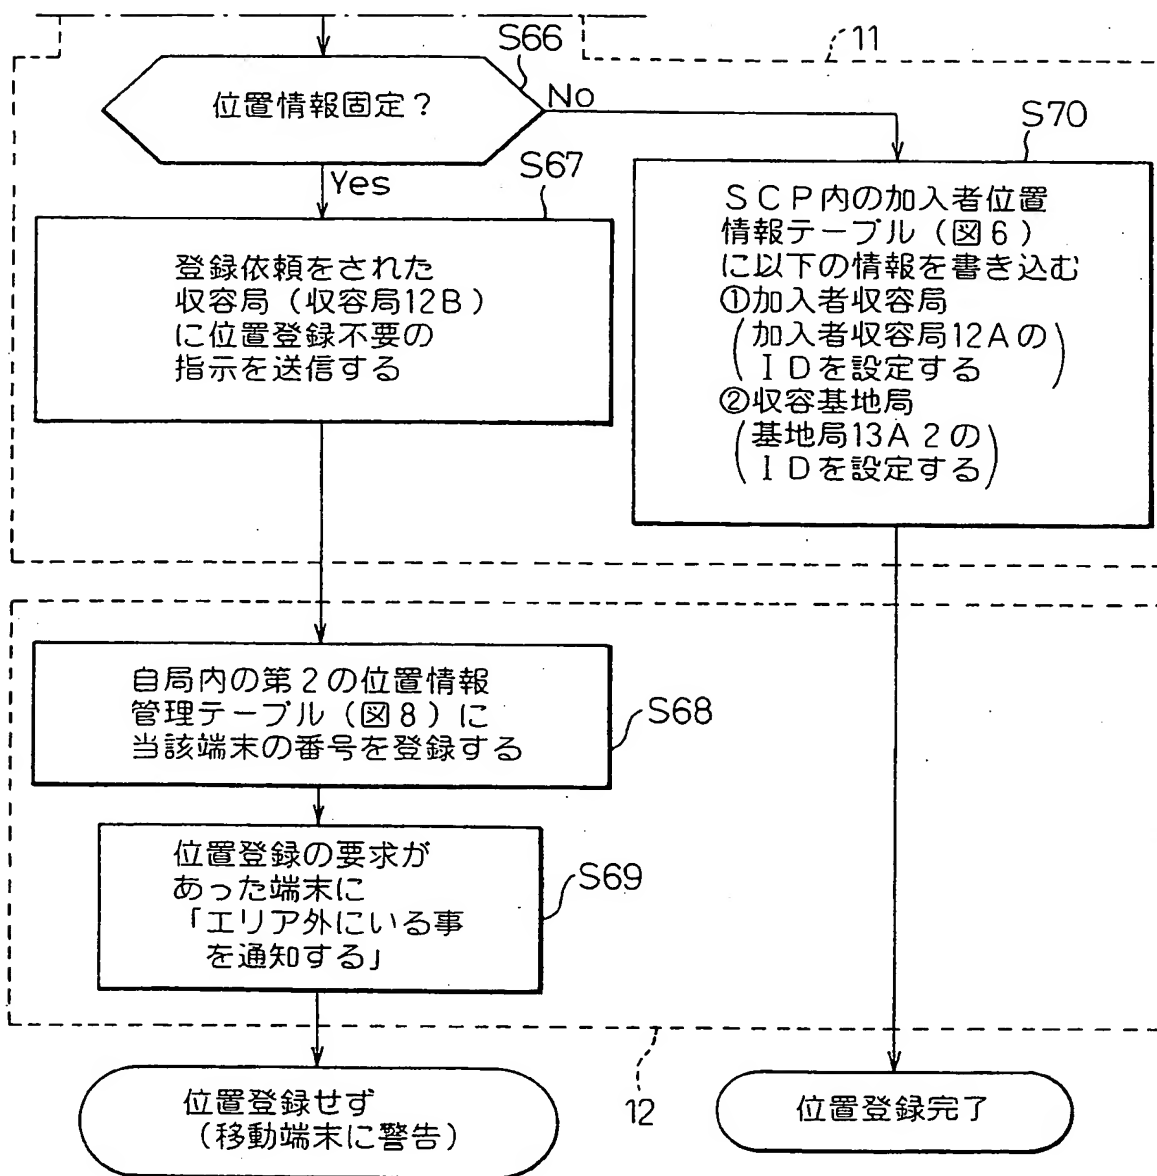 11
S66
位置情報固定？
No
S70
Yes
S67
登録依頼をされた
収容局（収容局12B）
に位置登録不要の
指示を送信する
ＳＣＰ内の加入者位置
情報テーブル（図６）
に以下の情報を書き込む
①加入者収容局
（加入者収容局12Aの
ＩＤを設定する）
②収容基地局
（基地局13A２の
ＩＤを設定する）
自局内の第２の位置情報
管理テーブル（図８）に
当該端末の番号を登録する
S68
位置登録の要求が
あった端末に
「エリア外にいる事
を通知する」
S69
位置登録せず
（移動端末に警告）
12
位置登録完了